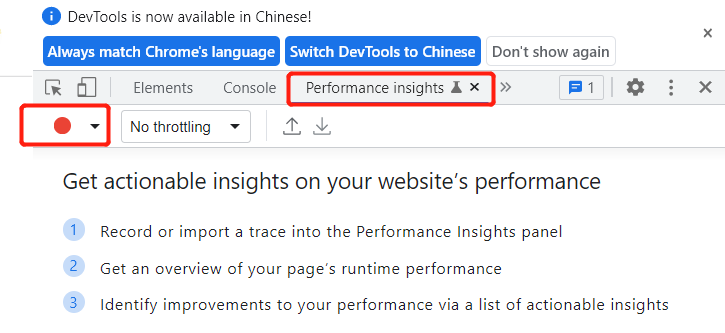 DevTools is now available in Chinese!
Always match Chrome's language Switch DevTools to Chinese Don't show again
Elements Console Performance insights 1
No throttling
Get actionable insights on your website’s performance
1 Record or import a trace into the Performance Insights panel
2 Get an overview of your page’s runtime performance
3 Identify improvements to your performance via a list of actionable insights